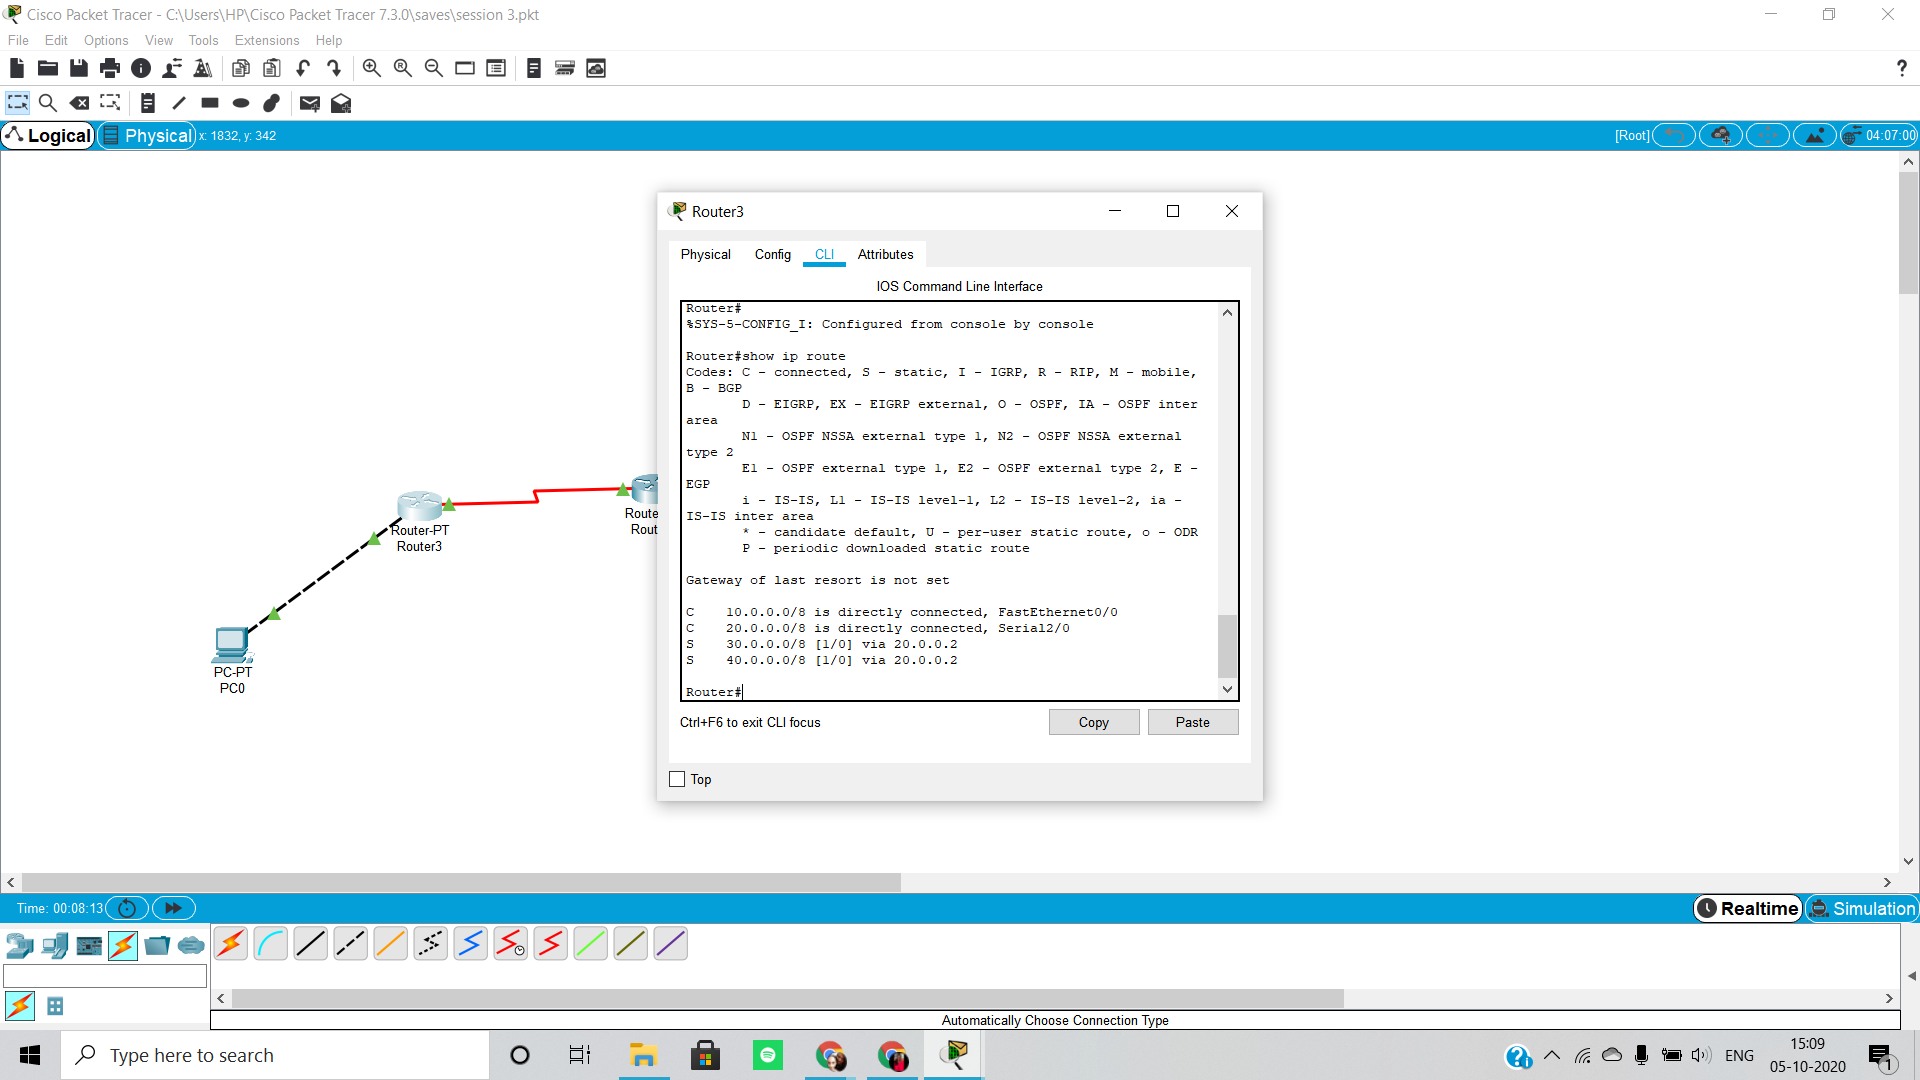 Cisco Packet Tracer - C:\Users\HP\Cisco Packet Tracer 7.3.0\saves\session 3.pkt
File Edit Options View Tools Extensions Help
?
Logical Physical x: 1832, y: 342 [Root] 04:07:00
Router3
Physical Config CLI Attributes
IOS Command Line Interface
Router#
%SYS-5-CONFIG_I: Configured from console by console
Router#show ip route
Codes: C - connected, S - static, I - IGRP, R - RIP, M - mobile,
B - BGP
D - EIGRP, EX - EIGRP external, O - OSPF, IA - OSPF inter
area
N1 - OSPF NSSA external type 1, N2 - OSPF NSSA external
type 2
E1 - OSPF external type 1, E2 - OSPF external type 2, E -
EGP
i - IS-IS, L1 - IS-IS level-1, L2 - IS-IS level-2, ia -
IS-IS inter area
* - candidate default, U - per-user static route, o - ODR
P - periodic downloaded static route
Gateway of last resort is not set
C 10.0.0.0/8 is directly connected, FastEthernet0/0
C 20.0.0.0/8 is directly connected, Serial2/0
S 30.0.0.0/8 [1/0] via 20.0.0.2
S 40.0.0.0/8 [1/0] via 20.0.0.2
Router#
Ctrl+F6 to exit CLI focus Copy Paste
Top
Router-PT
Router3
Route
Rout
PC-PT
PC0
Time: 00:08:13 Realtime Simulation
Automatically Choose Connection Type
Type here to search
ENG
15:09
05-10-2020
1